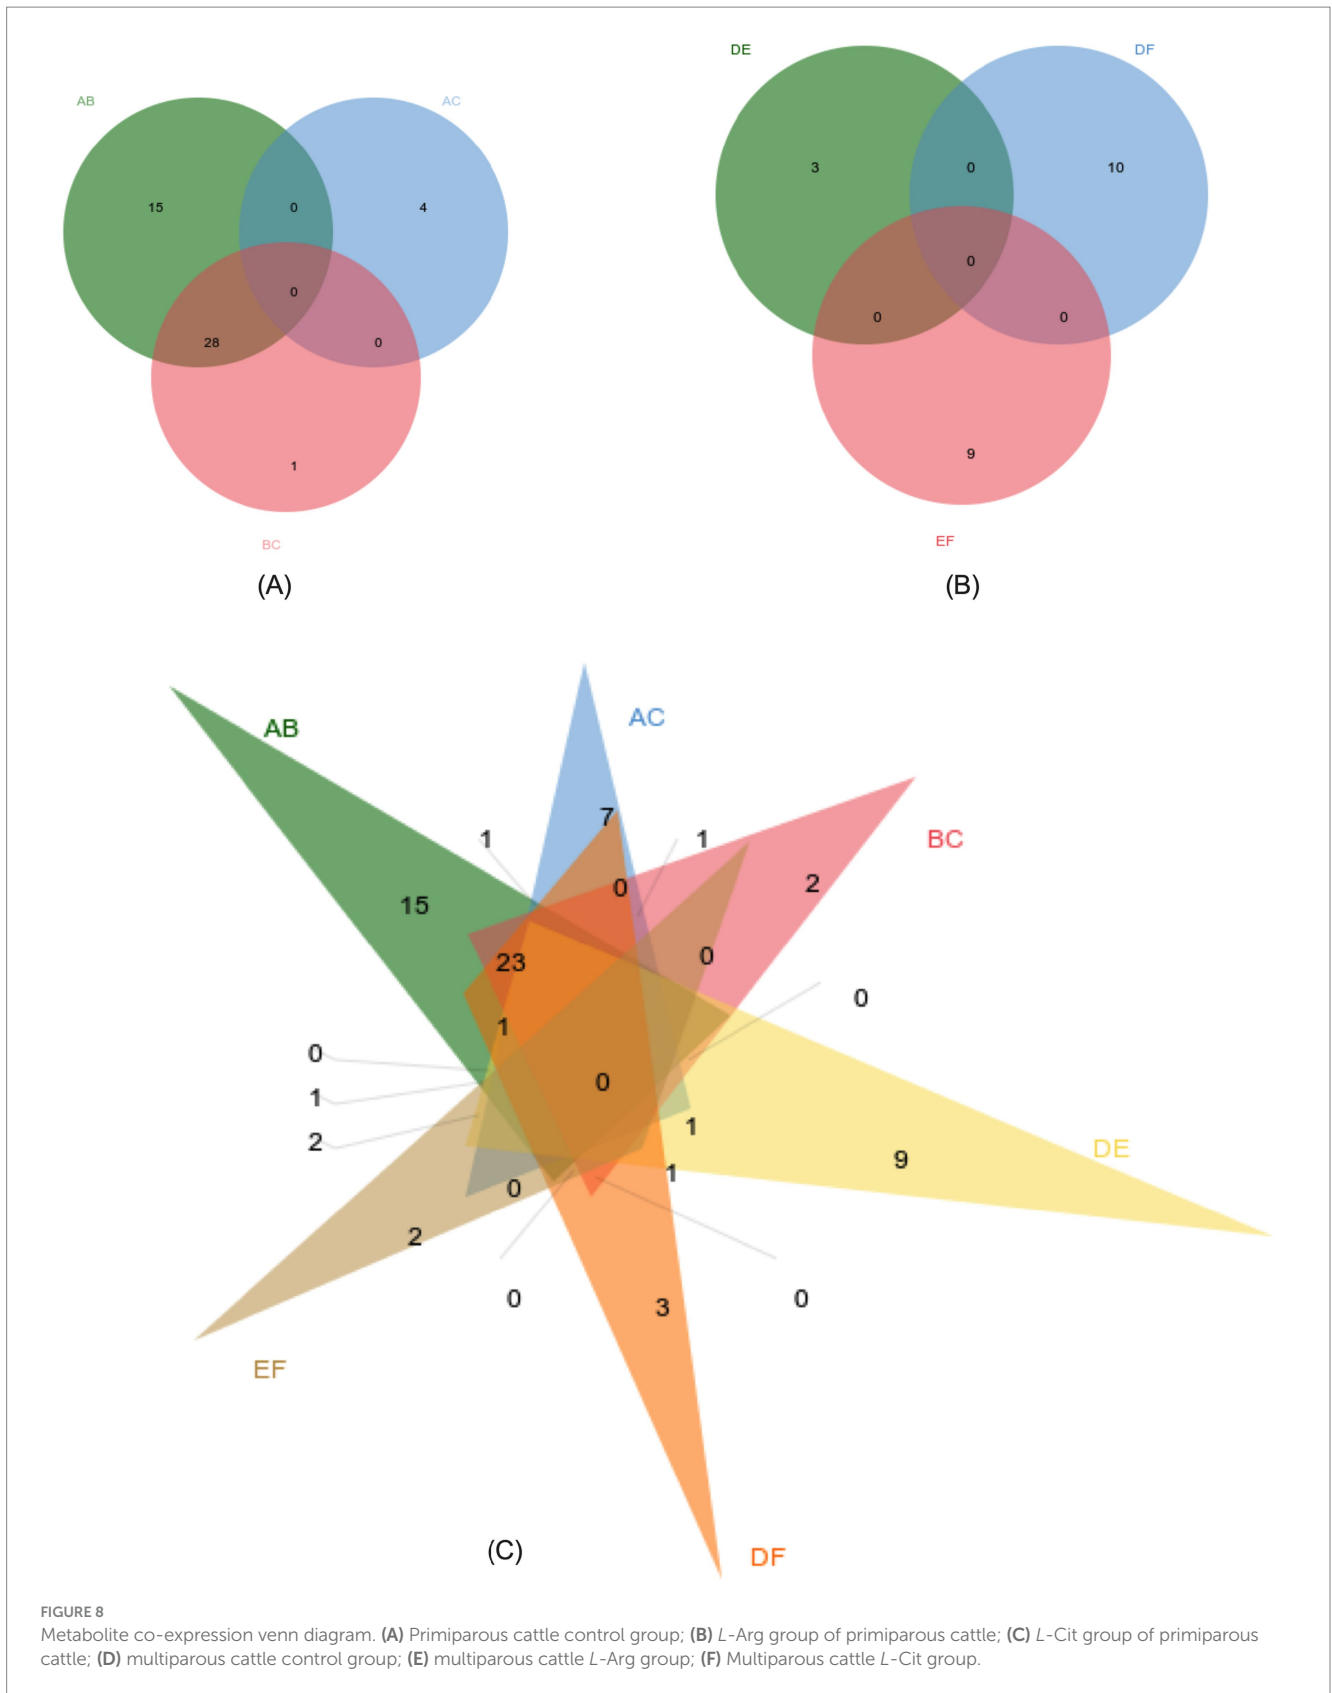 DE
DF
AB
AC
3
0
10
15
0
4
0
0
0
0
28
0
9
1
EF
BC
(A)
(B)
AC
AB
7
1
1
BC
0
2
15
0
23
0
1
0
0
1
1
2
DE
9
1
0
2
0
0
3
EF
(C)
DF
FIGURE 8
Metabolite co-expression venn diagram. (A) Primiparous cattle control group; (B) L-Arg group of primiparous cattle; (C) L-Cit group of primiparous
cattle; (D) multiparous cattle control group; (E) multiparous cattle L-Arg group; (F) Multiparous cattle L-Cit group.